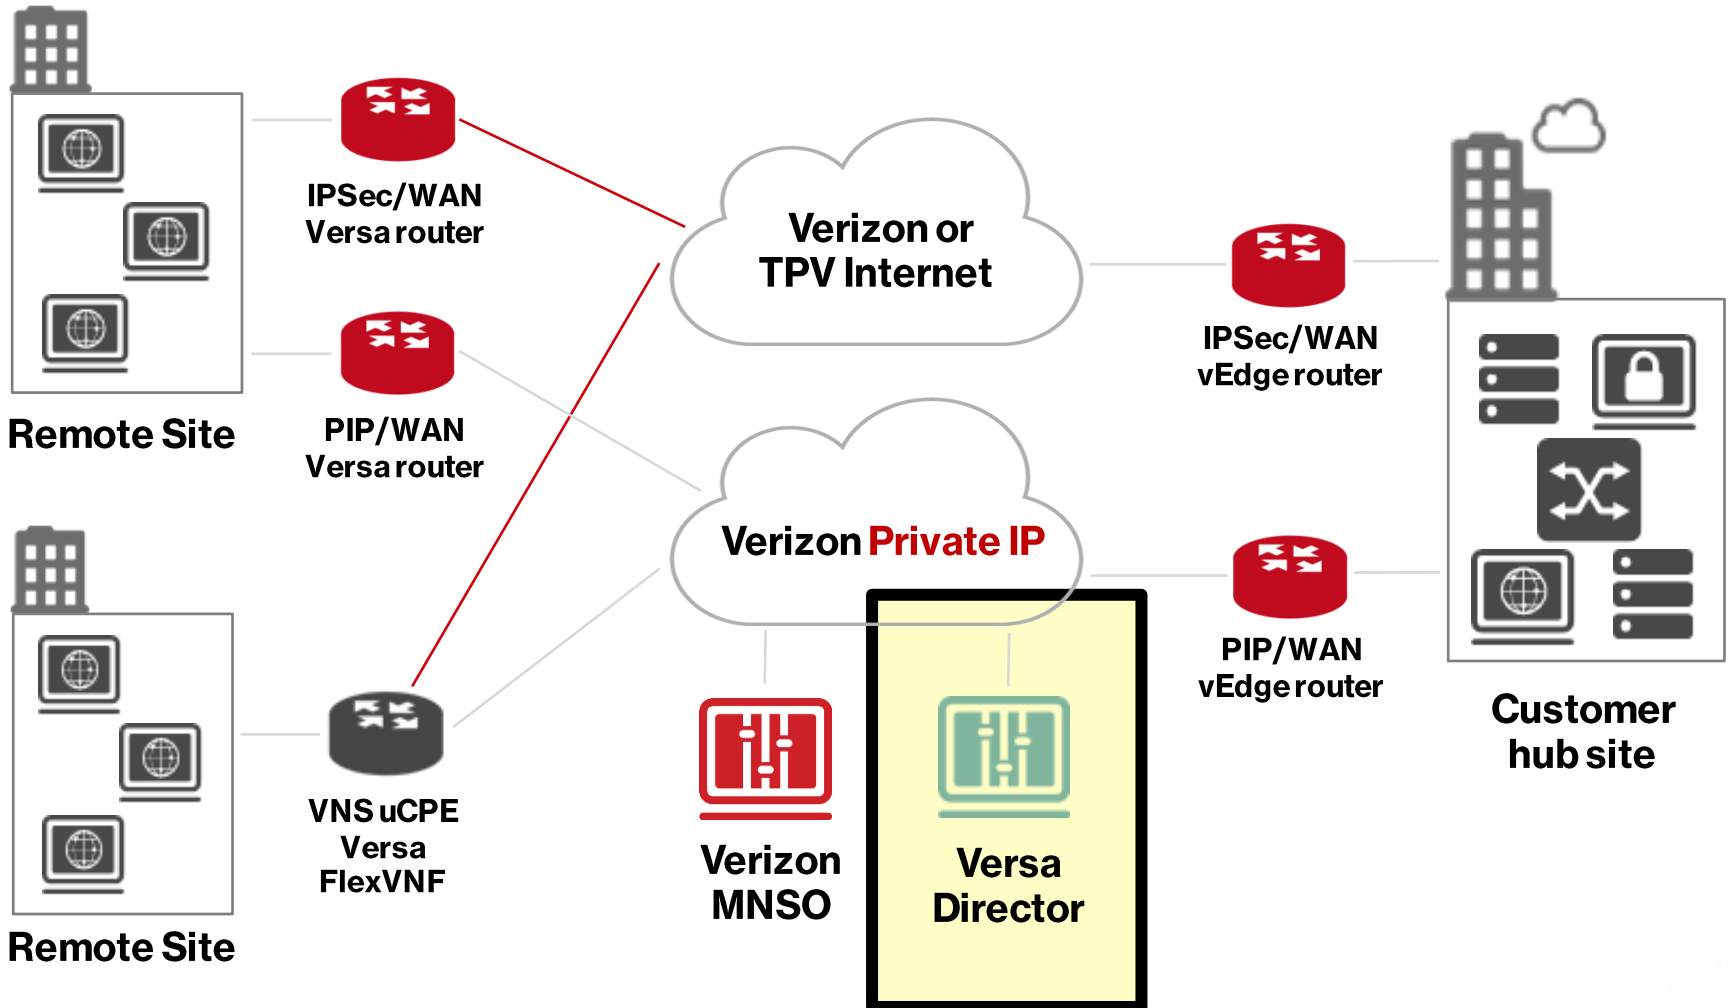 IPSec/WAN
Versa router
Verizon or
TPV Internet
IPSec/WAN
vEdge router
Remote Site
PIP/WAN
Versa router
Verizon Private IP
PIP/WAN
vEdge router
Customer
hub site
VNS uCPE
Versa
FlexVNF
Verizon
MNSO
Versa
Director
Remote Site